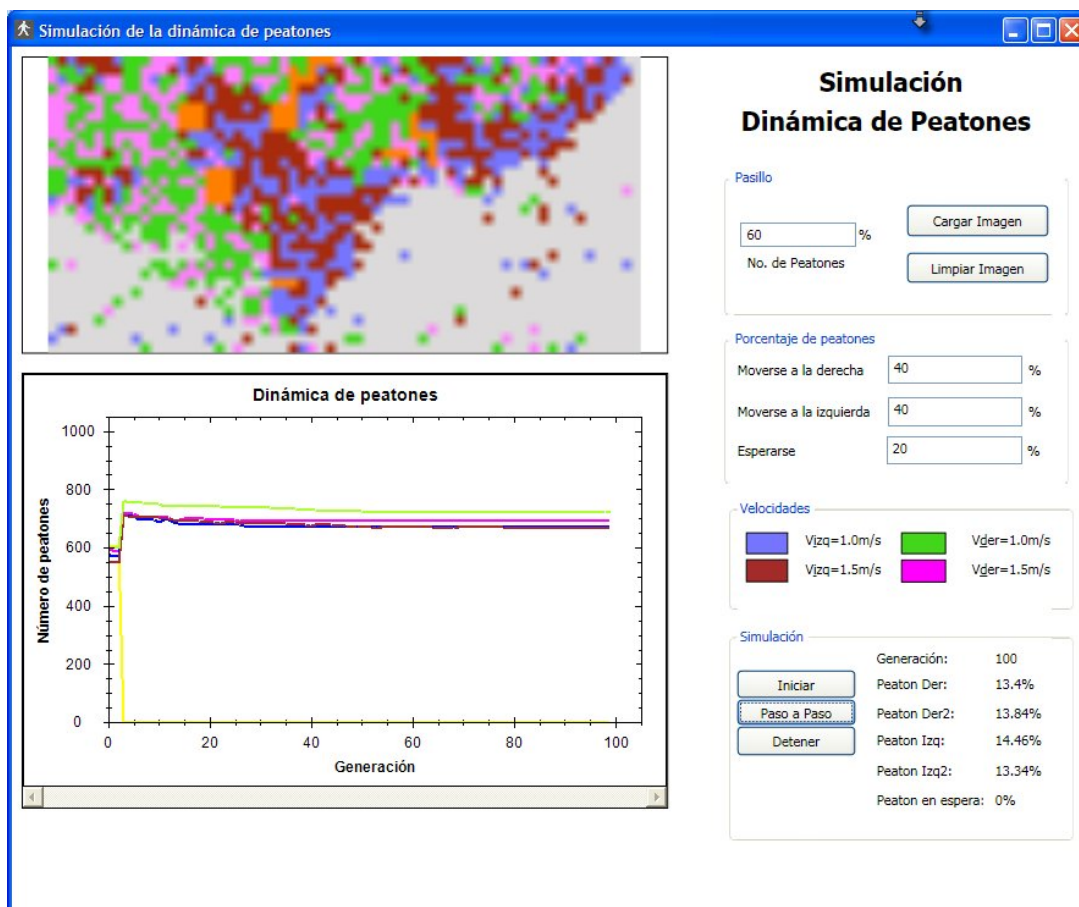 Simulación de la dinámica de peatones
Simulación
Dinámica de Peatones
Pasillo
60 %
No. de Peatones
Cargar Imagen
Limpiar Imagen
Porcentaje de peatones
Moverse a la derecha 40 %
Moverse a la izquierda 40 %
Esperarse 20 %
Velocidades
Vizq=1.0m/s Vder=1.0m/s
Vizq=1.5m/s Vder=1.5m/s
Dinámica de peatones
Número de peatones
1000
800
600
400
200
0
0 20 40 60 80 100
Generación
Simulación
Iniciar
Paso a Paso
Detener
Generación: 100
Peaton Der: 13.4%
Peaton Der2: 13.84%
Peaton Izq: 14.46%
Peaton Izq2: 13.34%
Peaton en espera: 0%